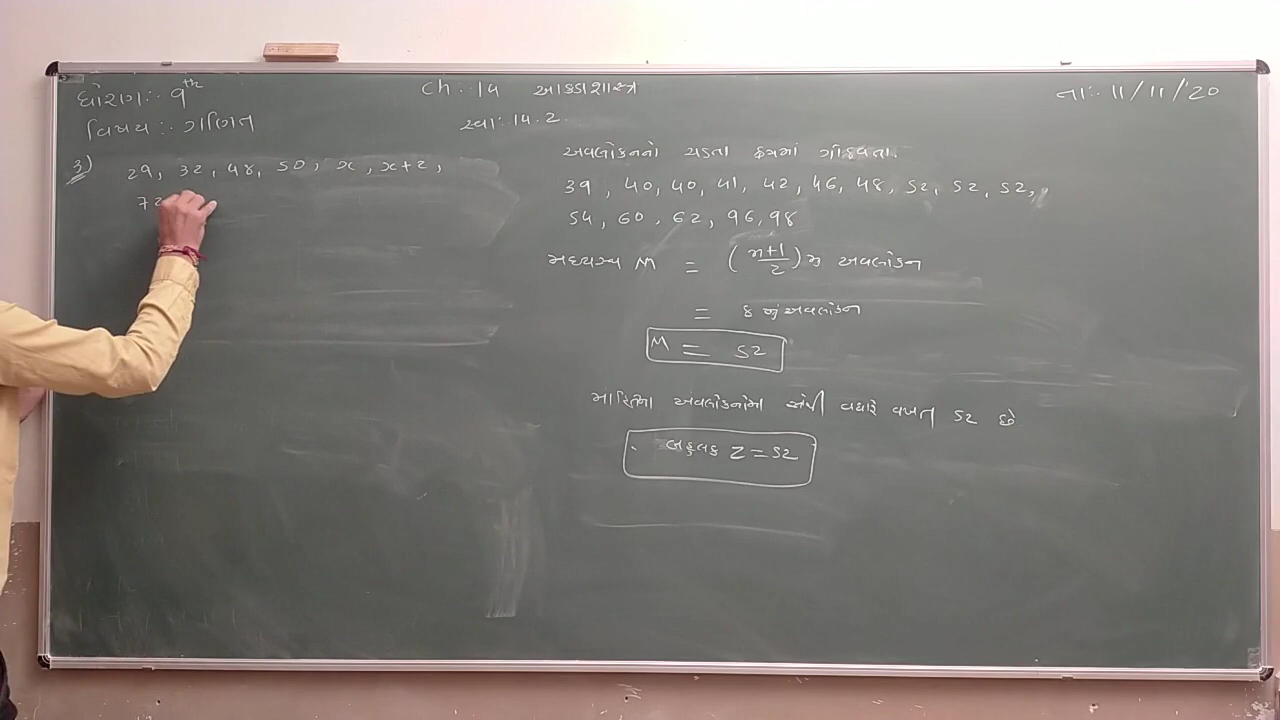 ધોરણ:- 9th
વિષય:- ગણિત
ch:- 14 આંકડાશાસ્ત્ર
સ્વા:- 14.2
તા:- 11/11/'20
3) 29, 32, 48, 50, x, x+2,
72
અવલોકનનો ચડતા ક્રમમાં ગોઠવતા.
39, 40, 40, 41, 42, 46, 48, 52, 52, 52,
54, 60, 62, 96, 98
મધ્યસ્થ M = (n+1/2) મુ અવલોકન
= 8 મું અવલોકન
M = 52
માહિતીમા અવલોકનોમાં સૌથી વધારે વખત 52 છે
બહુલક Z = 52